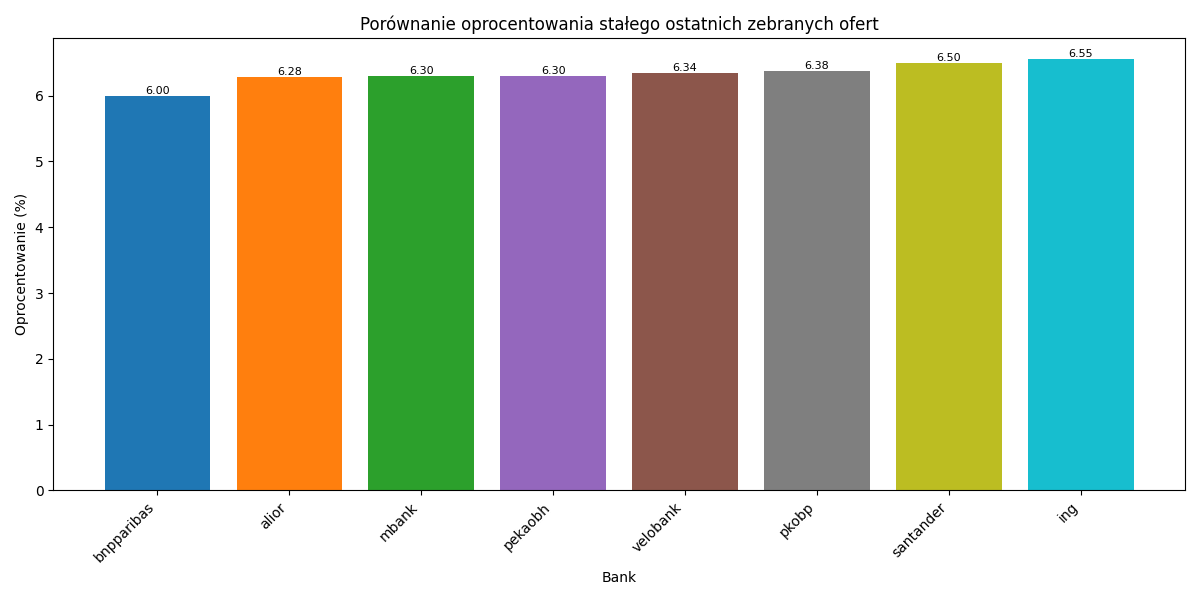 Porównanie oprocentowania stałego ostatnich zebranych ofert
Oprocentowanie (%)
6
5
4
3
2
1
0
6.00
6.28
6.30
6.30
6.34
6.38
6.50
6.55
bnpparibas
alior
mbank
pekaobh
velobank
pkobp
santander
ing
Bank